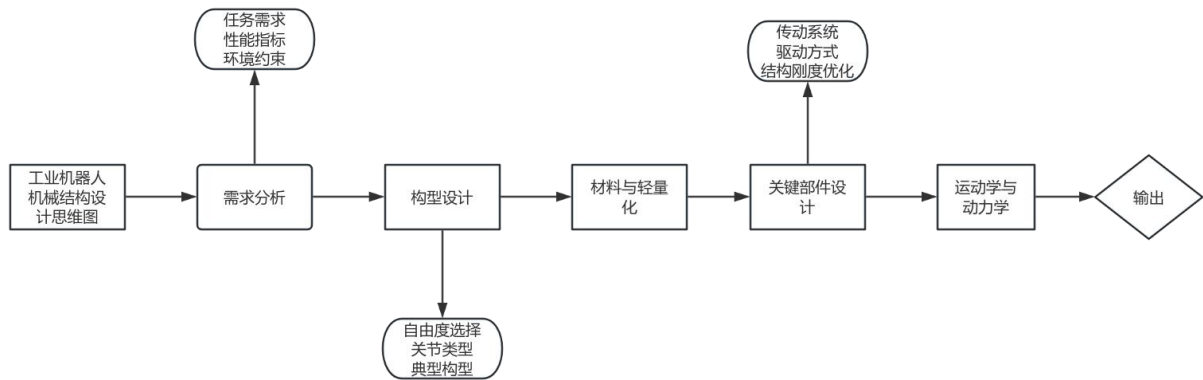 任务需求
性能指标
环境约束
传动系统
驱动方式
结构刚度优化
工业机器人
机械结构设
计思维图
需求分析
构型设计
材料与轻量
化
关键部件设
计
运动学与
动力学
输出
自由度选择
关节类型
典型构型